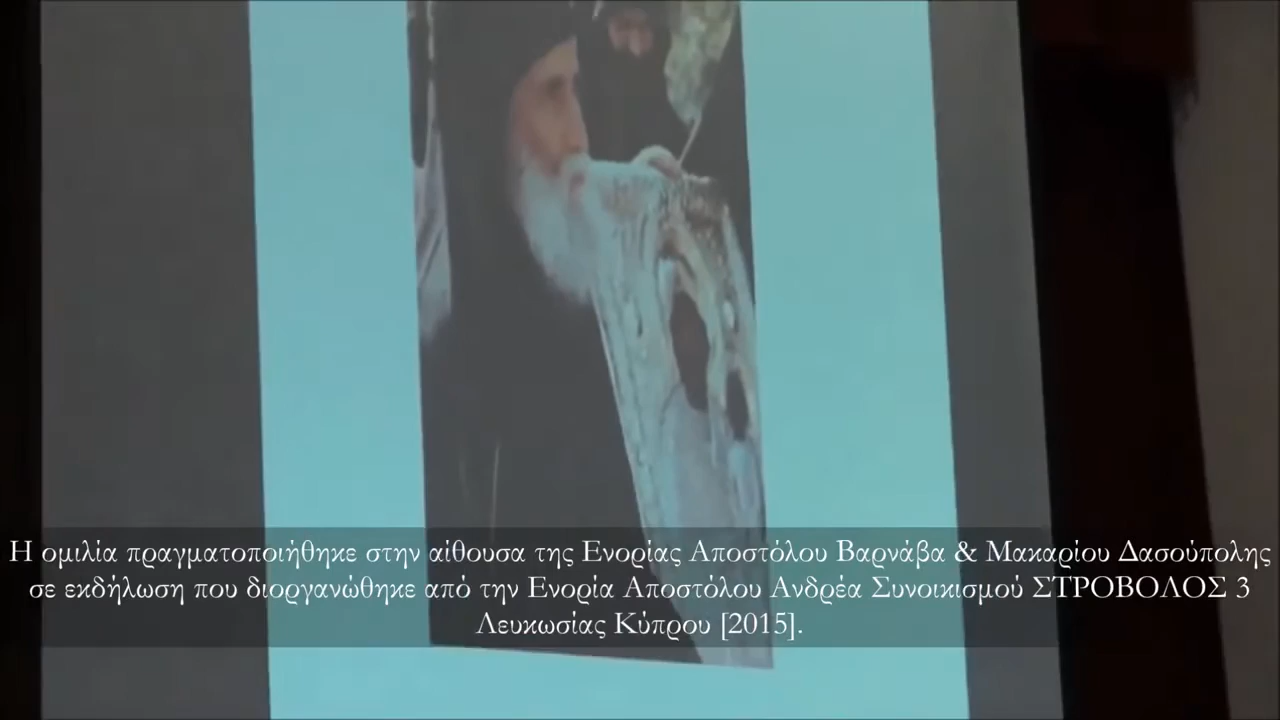 Η ομιλία πραγματοποιήθηκε στην αίθουσα της Ενορίας Αποστόλου Βαρνάβα & Μακαρίου Δασούπολης
σε εκδήλωση που διοργανώθηκε από την Ενορία Αποστόλου Ανδρέα Συνοικισμού ΣΤΡΟΒΟΛΟΣ 3
Λευκωσίας Κύπρου [2015].